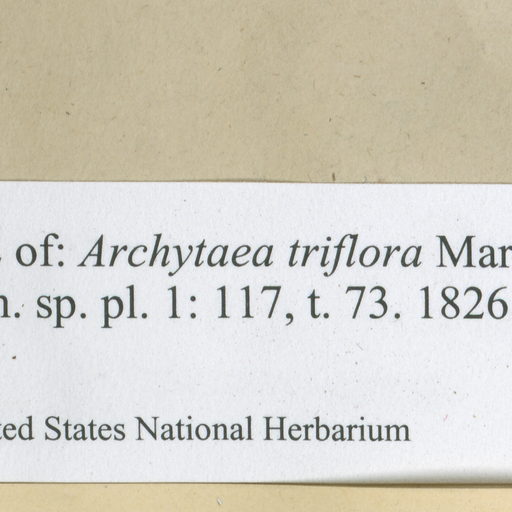 of: Archytaea triflora Mar
n. sp. pl. 1: 117, t. 73. 1826
ted States National Herbarium